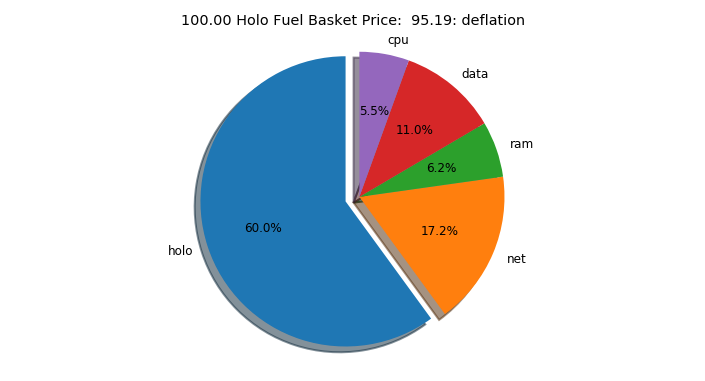 100.00 Holo Fuel Basket Price:  95.19: deflation
cpu
data
5.5%
11.0%
ram
6.2%
60.0%
17.2%
holo
net